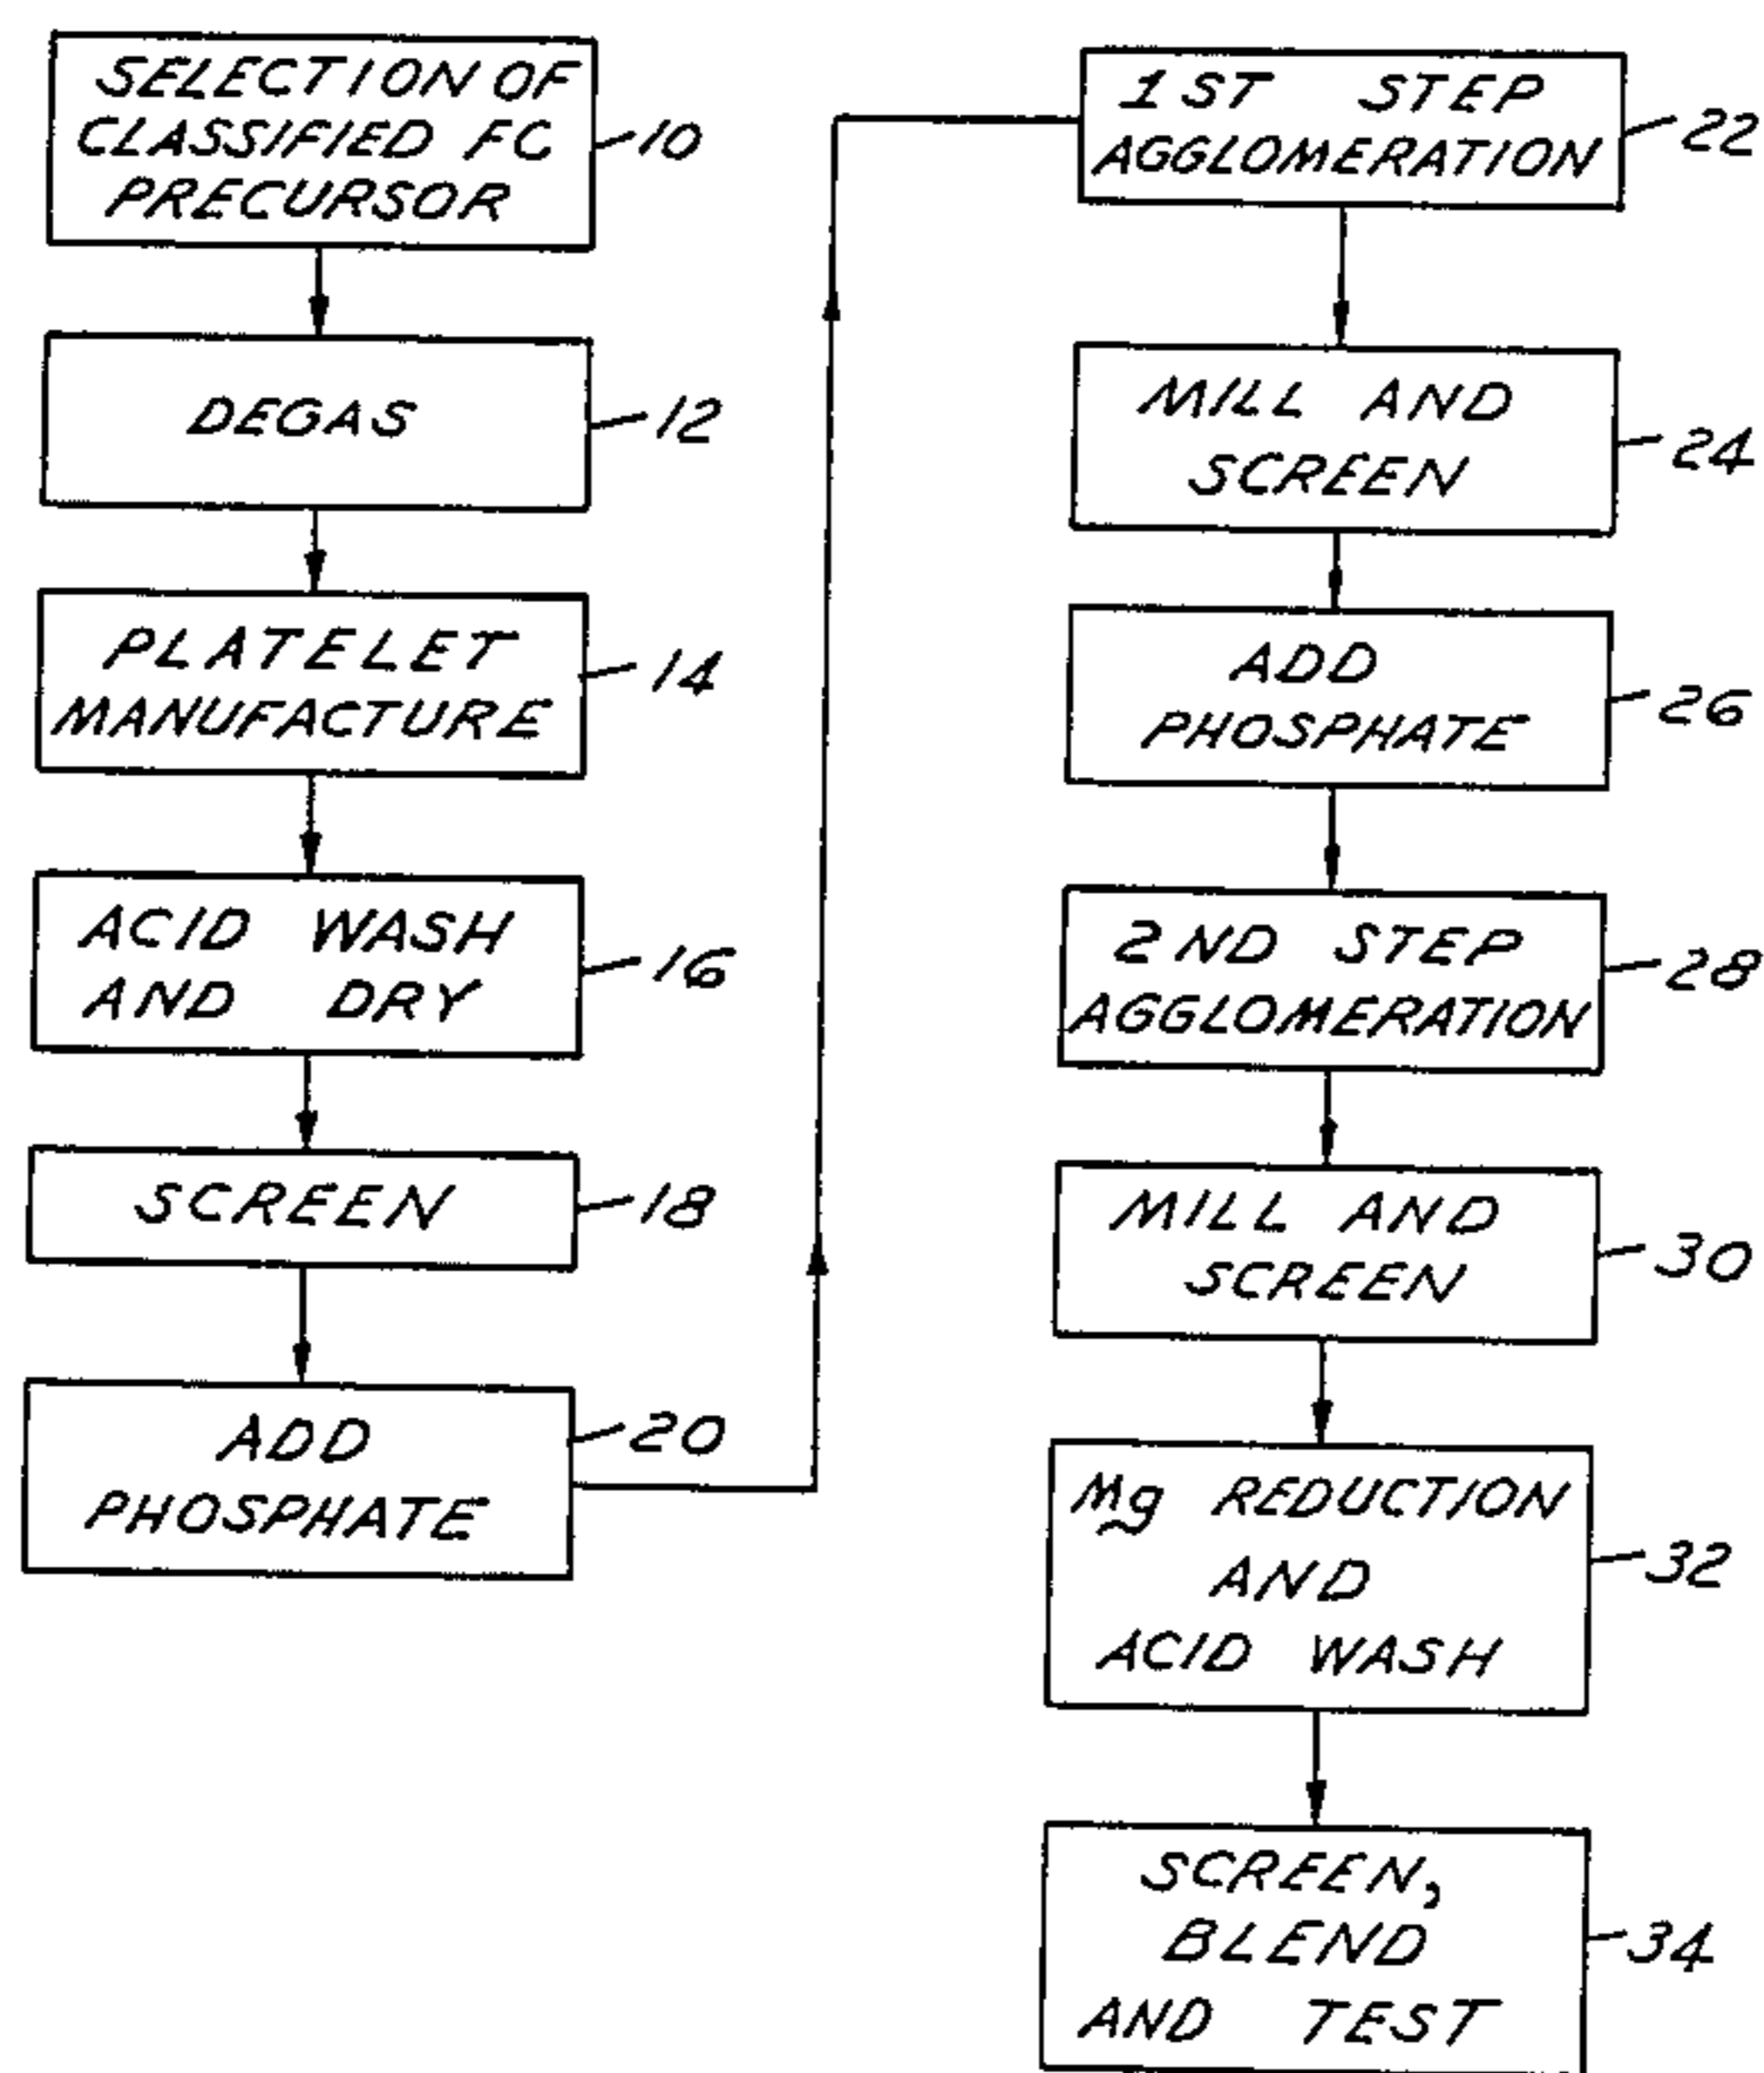 SELECTION OF
CLASSIFIED FC
PRECURSOR
10
DEGAS
12
PLATELET
MANUFACTURE
14
ACID WASH
AND DRY
16
SCREEN
18
ADD
PHOSPHATE
20
1ST STEP
AGGLOMERATION
22
MILL AND
SCREEN
24
ADD
PHOSPHATE
26
2ND STEP
AGGLOMERATION
28
MILL AND
SCREEN
30
Mg REDUCTION
AND
ACID WASH
32
SCREEN,
BLEND
AND TEST
34